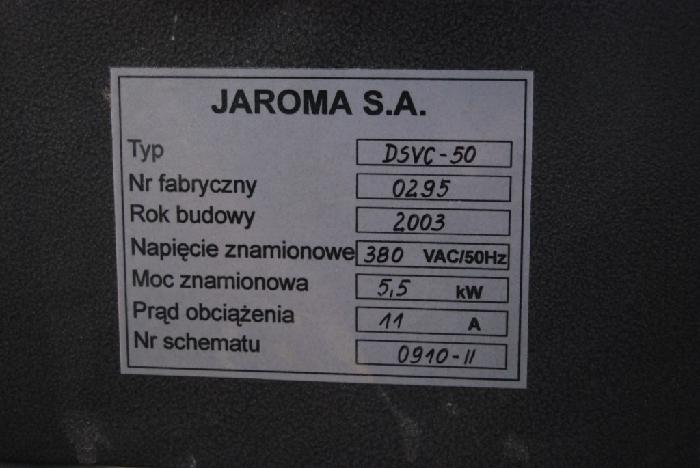 JAROMA S.A.
Typ DSVC-50
Nr fabryczny 0295
Rok budowy 2003
Napięcie znamionowe 380 VAC/50Hz
Moc znamionowa 5,5 kW
Prąd obciążenia 11 A
Nr schematu 0910-II